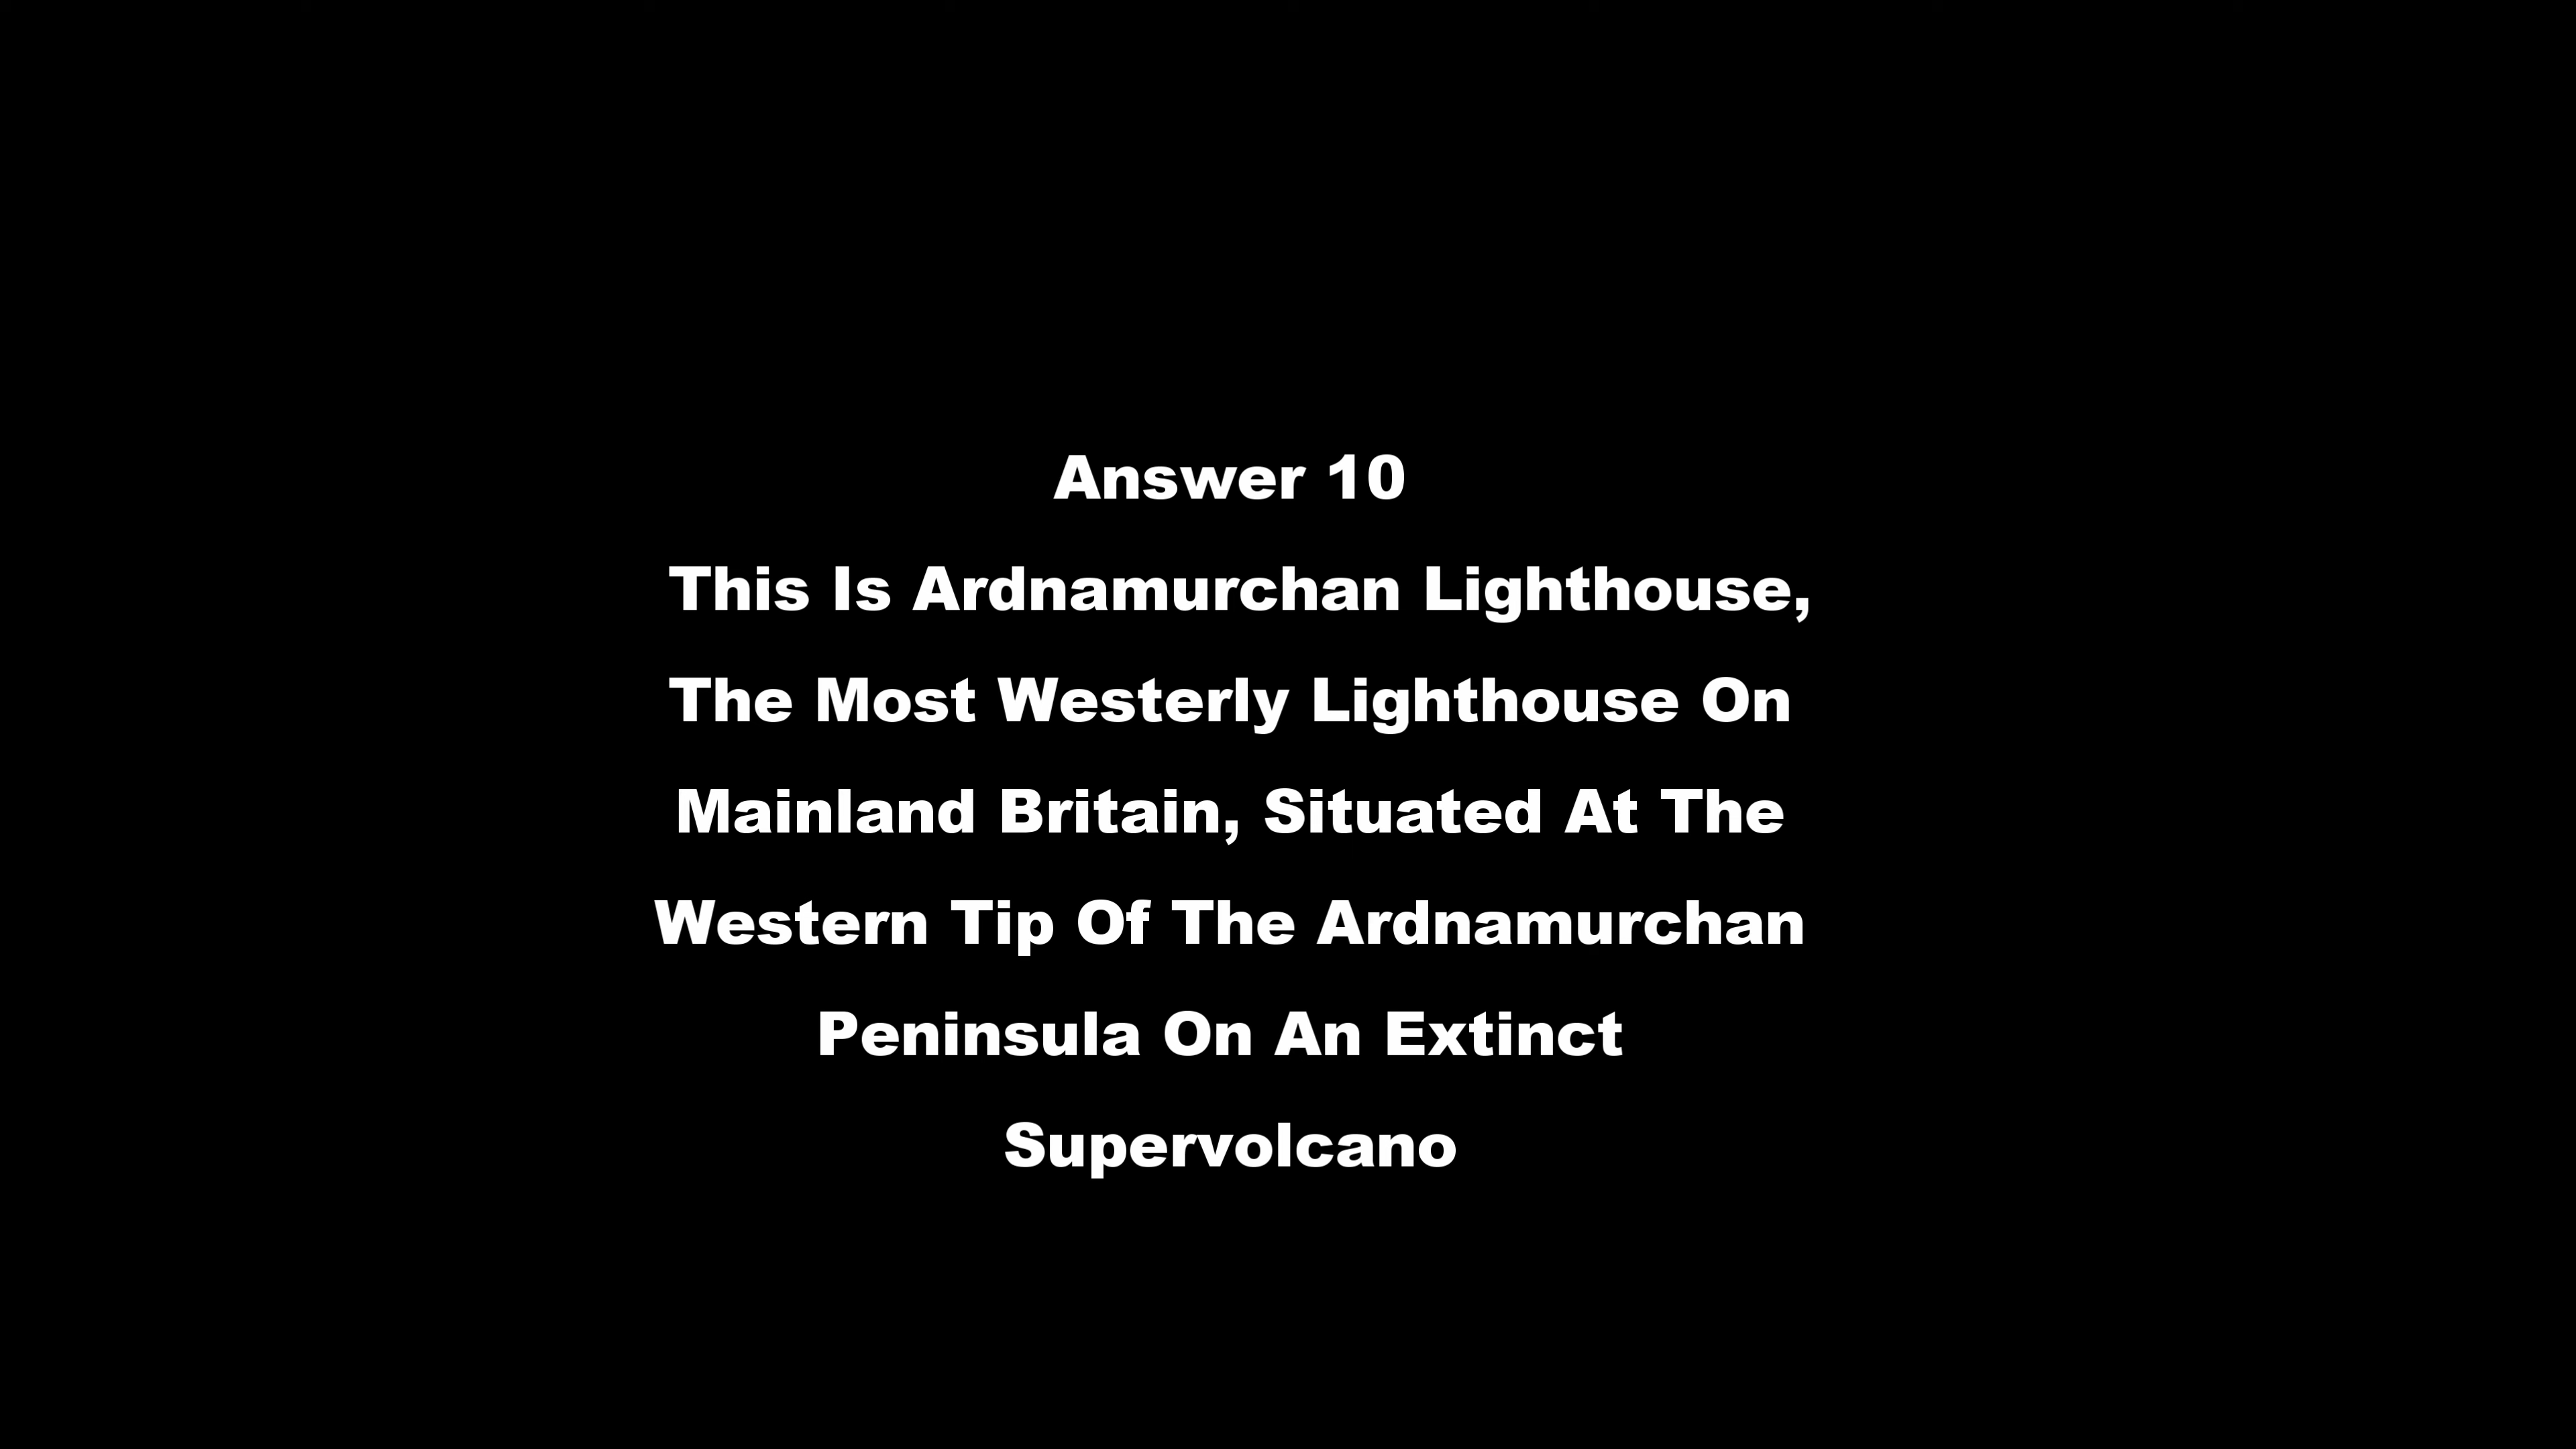 Answer 10
This Is Ardnamurchan Lighthouse,
The Most Westerly Lighthouse On
Mainland Britain, Situated At The
Western Tip Of The Ardnamurchan
Peninsula On An Extinct
Supervolcano